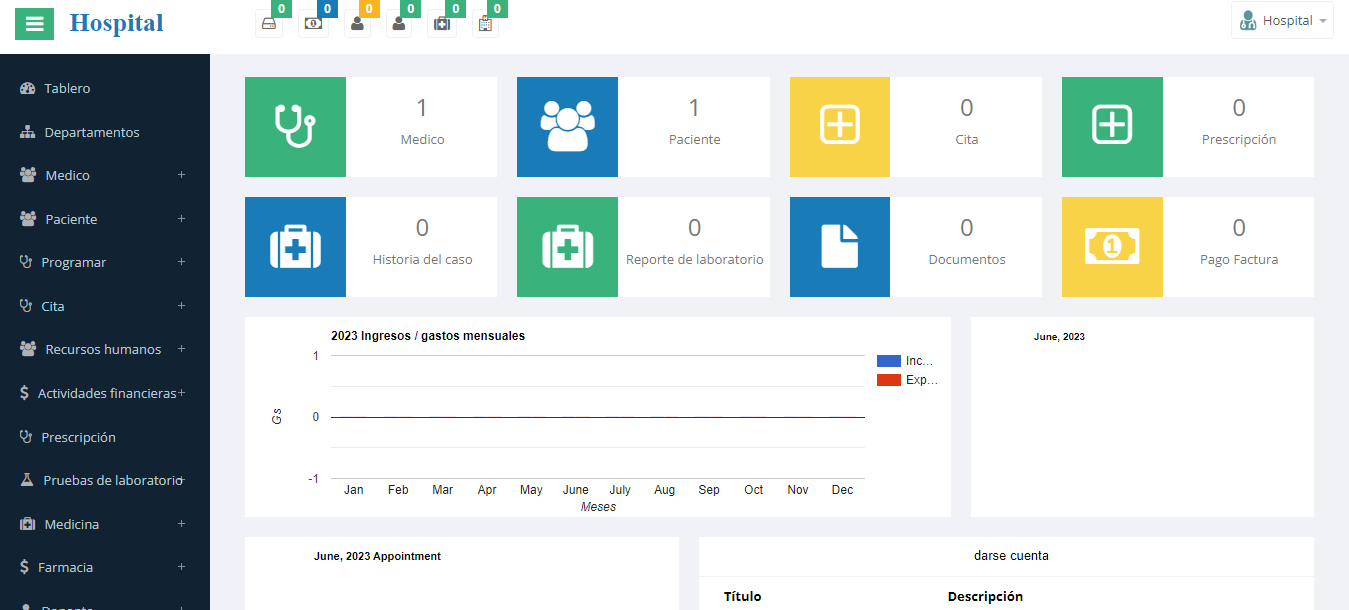 Hospital
0
0
0
0
0
0
Hospital
Tablero
Departamentos
Medico +
Paciente +
Programar +
Cita +
Recursos humanos +
Actividades financieras+
Prescripción
Pruebas de laboratorio+
Medicina +
Farmacia +
1
Medico
1
Paciente
0
Cita
0
Prescripción
0
Historia del caso
0
Reporte de laboratorio
0
Documentos
1
0
Pago Factura
2023 Ingresos / gastos mensuales
1
0
-1
Gs
Jan Feb Mar Apr May June July Aug Sep Oct Nov Dec
Meses
Inc...
Exp...
June, 2023
June, 2023 Appointment
darse cuenta
Título Descripción